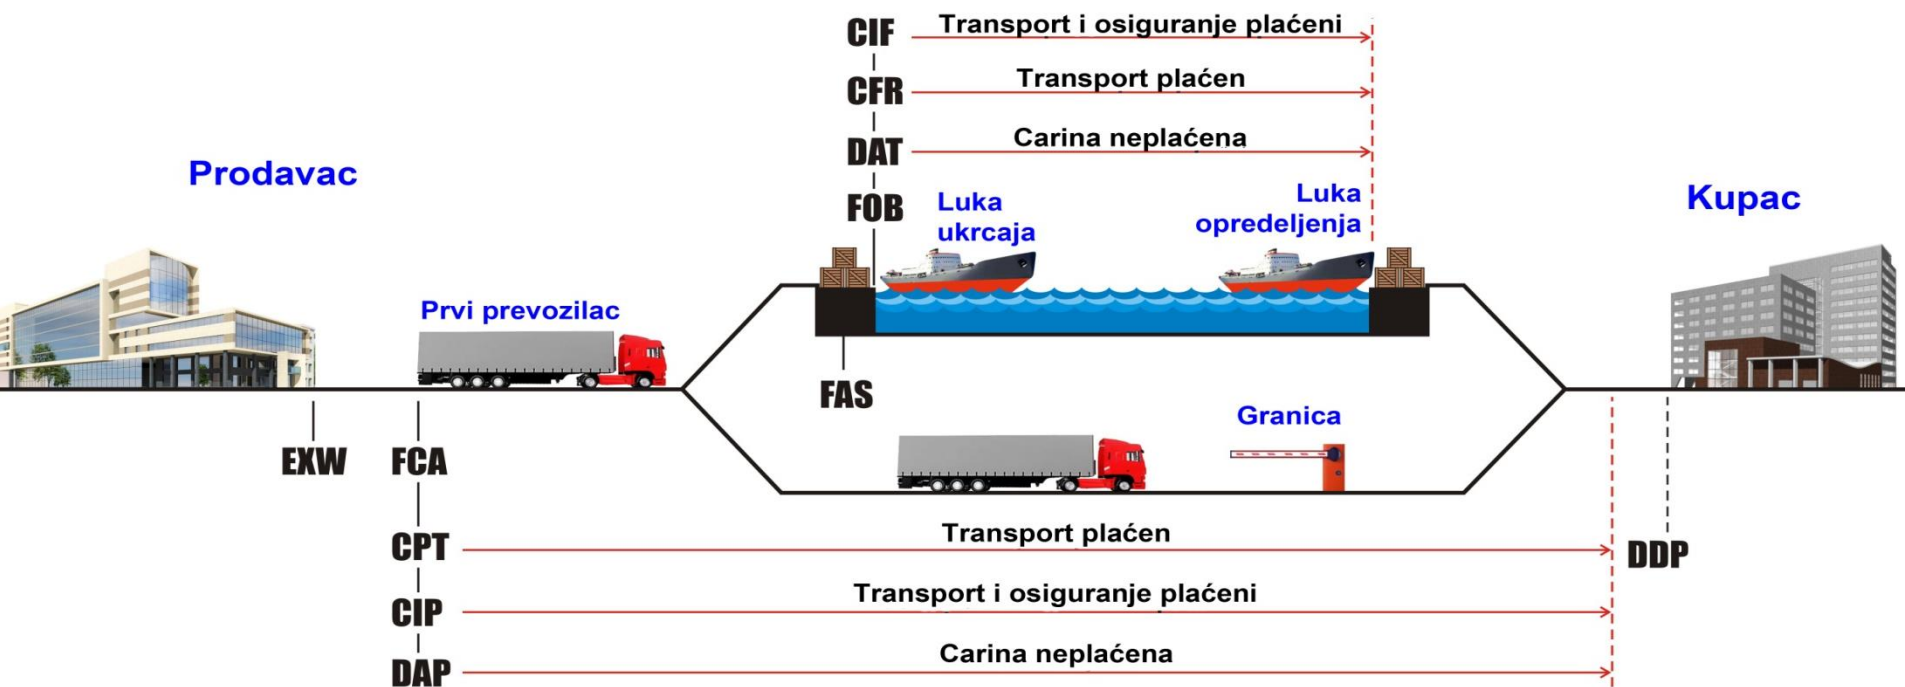 CIF
Transport i osiguranje plaćeni
CFR
Transport plaćen
DAT
Carina neplaćena
Prodavac
FOB
Luka
ukrcaja
Luka
opredeljenja
Kupac
Prvi prevozilac
FAS
Granica
EXW
FCA
CPT
Transport plaćen
DDP
CIP
Transport i osiguranje plaćeni
DAP
Carina neplaćena